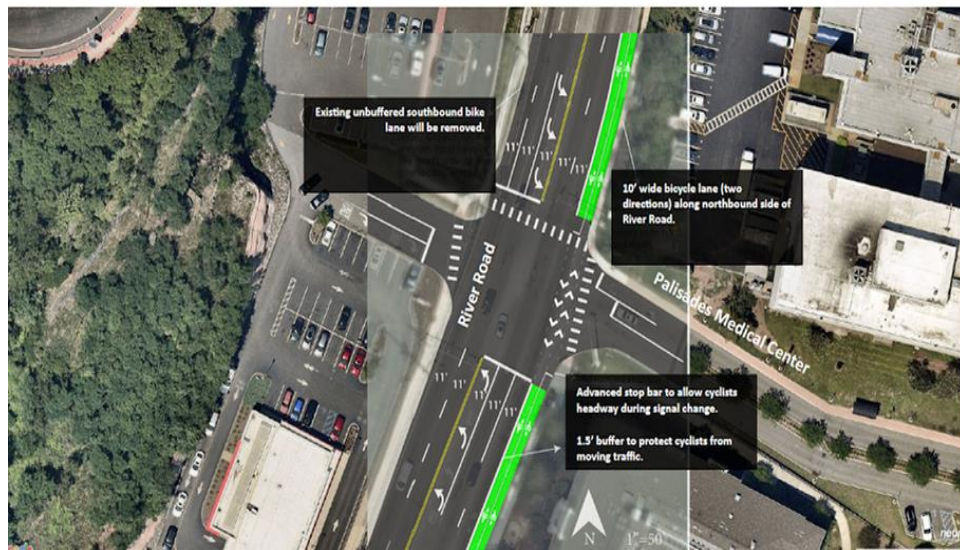 Existing unbuffered southbound bike
lane will be removed.
11' 11' 11' 11' 11'
10' wide bicycle lane (two
directions) along northbound side of
River Road.
River Road
Palisades Medical Center
11' 11' 11' 11' 11'
Advanced stop bar to allow cyclists
headway during signal change.
1.5' buffer to protect cyclists from
moving traffic.
N
1"=50'